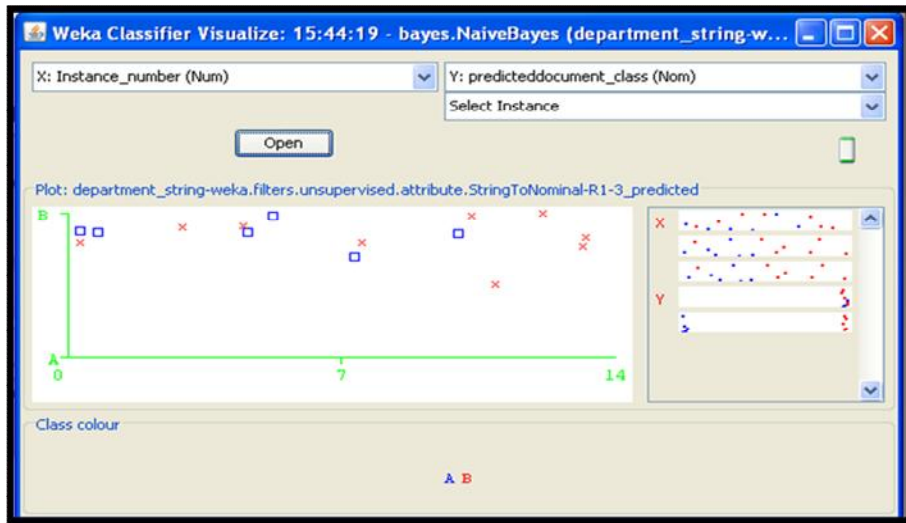 Weka Classifier Visualize: 15:44:19 - bayes.NaiveBayes (department_string-w...
X: Instance_number (Num)
Y: predicteddocument_class (Nom)
Select Instance
Open
Plot: department_string-weka.filters.unsupervised.attribute.StringToNominal-R1-3_predicted
B
A
0 7 14
X
Y
Class colour
A B